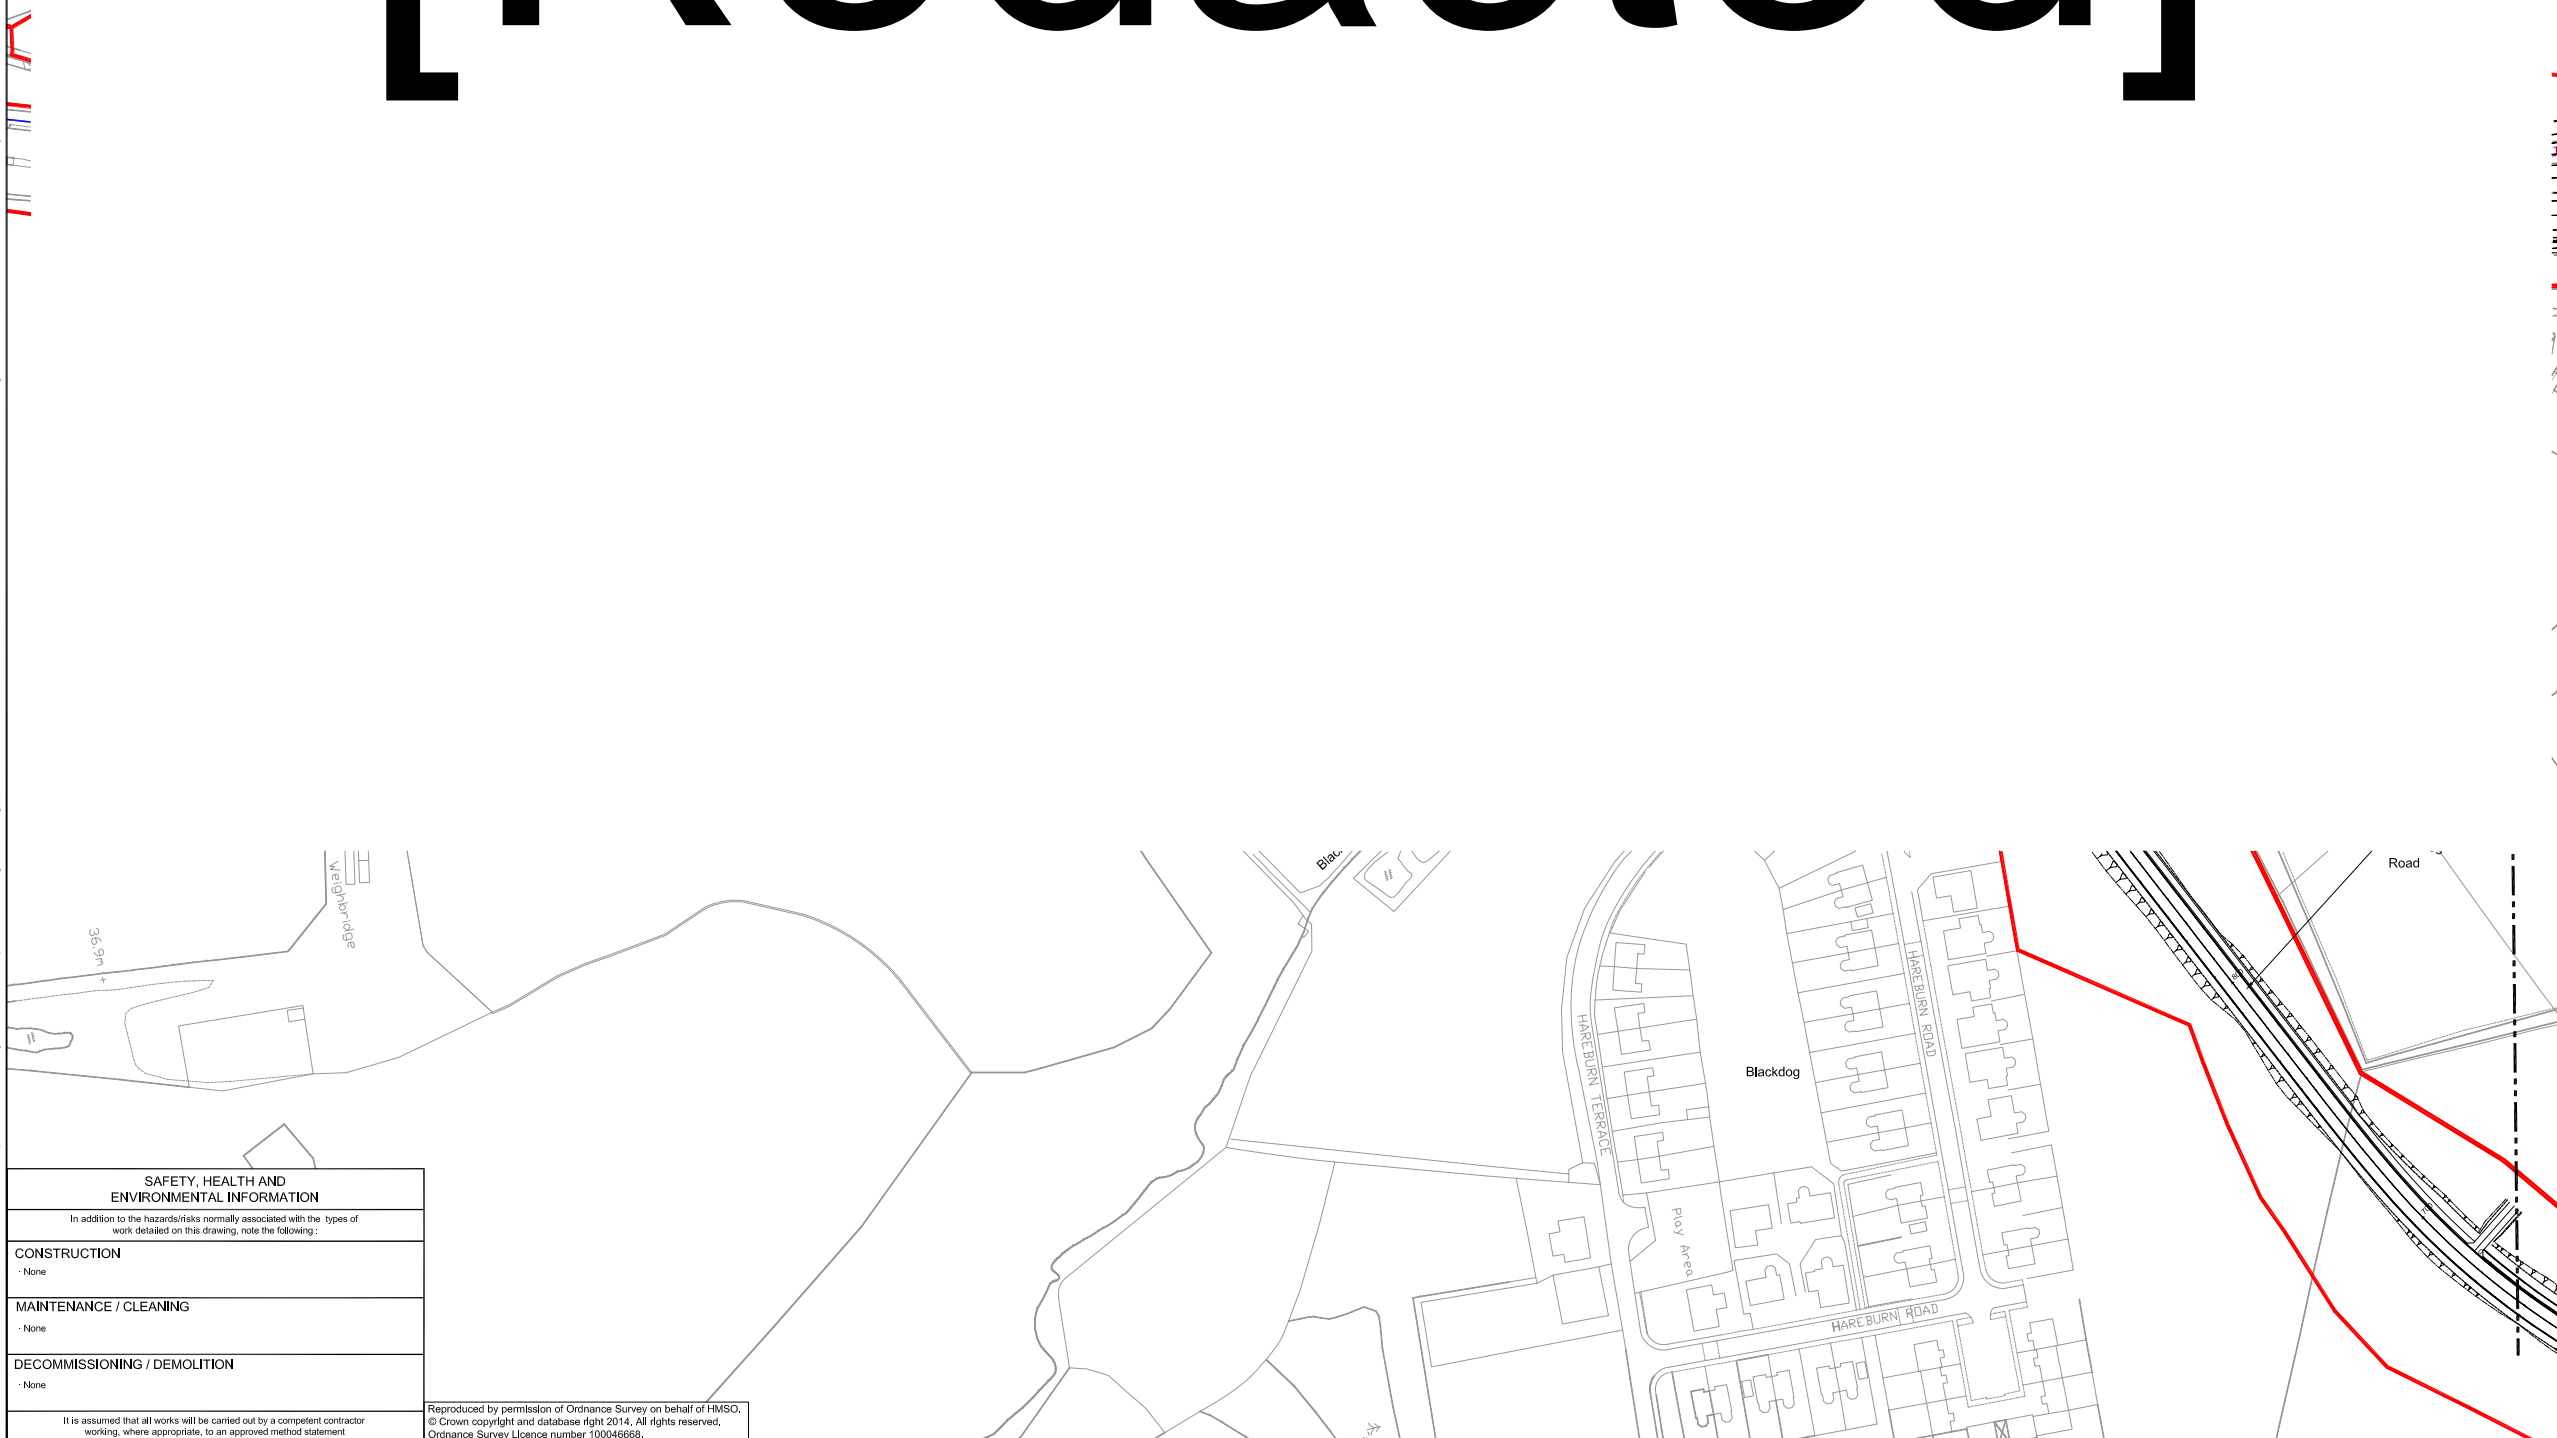 [Redacted]
Road
Weighbridge
36.9m +
HAREBURN TERRACE
HAREBURN ROAD
Blackdog
Play Area
HAREBURN ROAD
SAFETY, HEALTH AND
ENVIRONMENTAL INFORMATION
In addition to the hazards/risks normally associated with the types of
work detailed on this drawing, note the following :
CONSTRUCTION
· None
MAINTENANCE / CLEANING
· None
DECOMMISSIONING / DEMOLITION
· None
It is assumed that all works will be carried out by a competent contractor
working, where appropriate, to an approved method statement
Reproduced by permission of Ordnance Survey on behalf of HMSO.
© Crown copyright and database right 2014. All rights reserved.
Ordnance Survey Licence number 100046668.